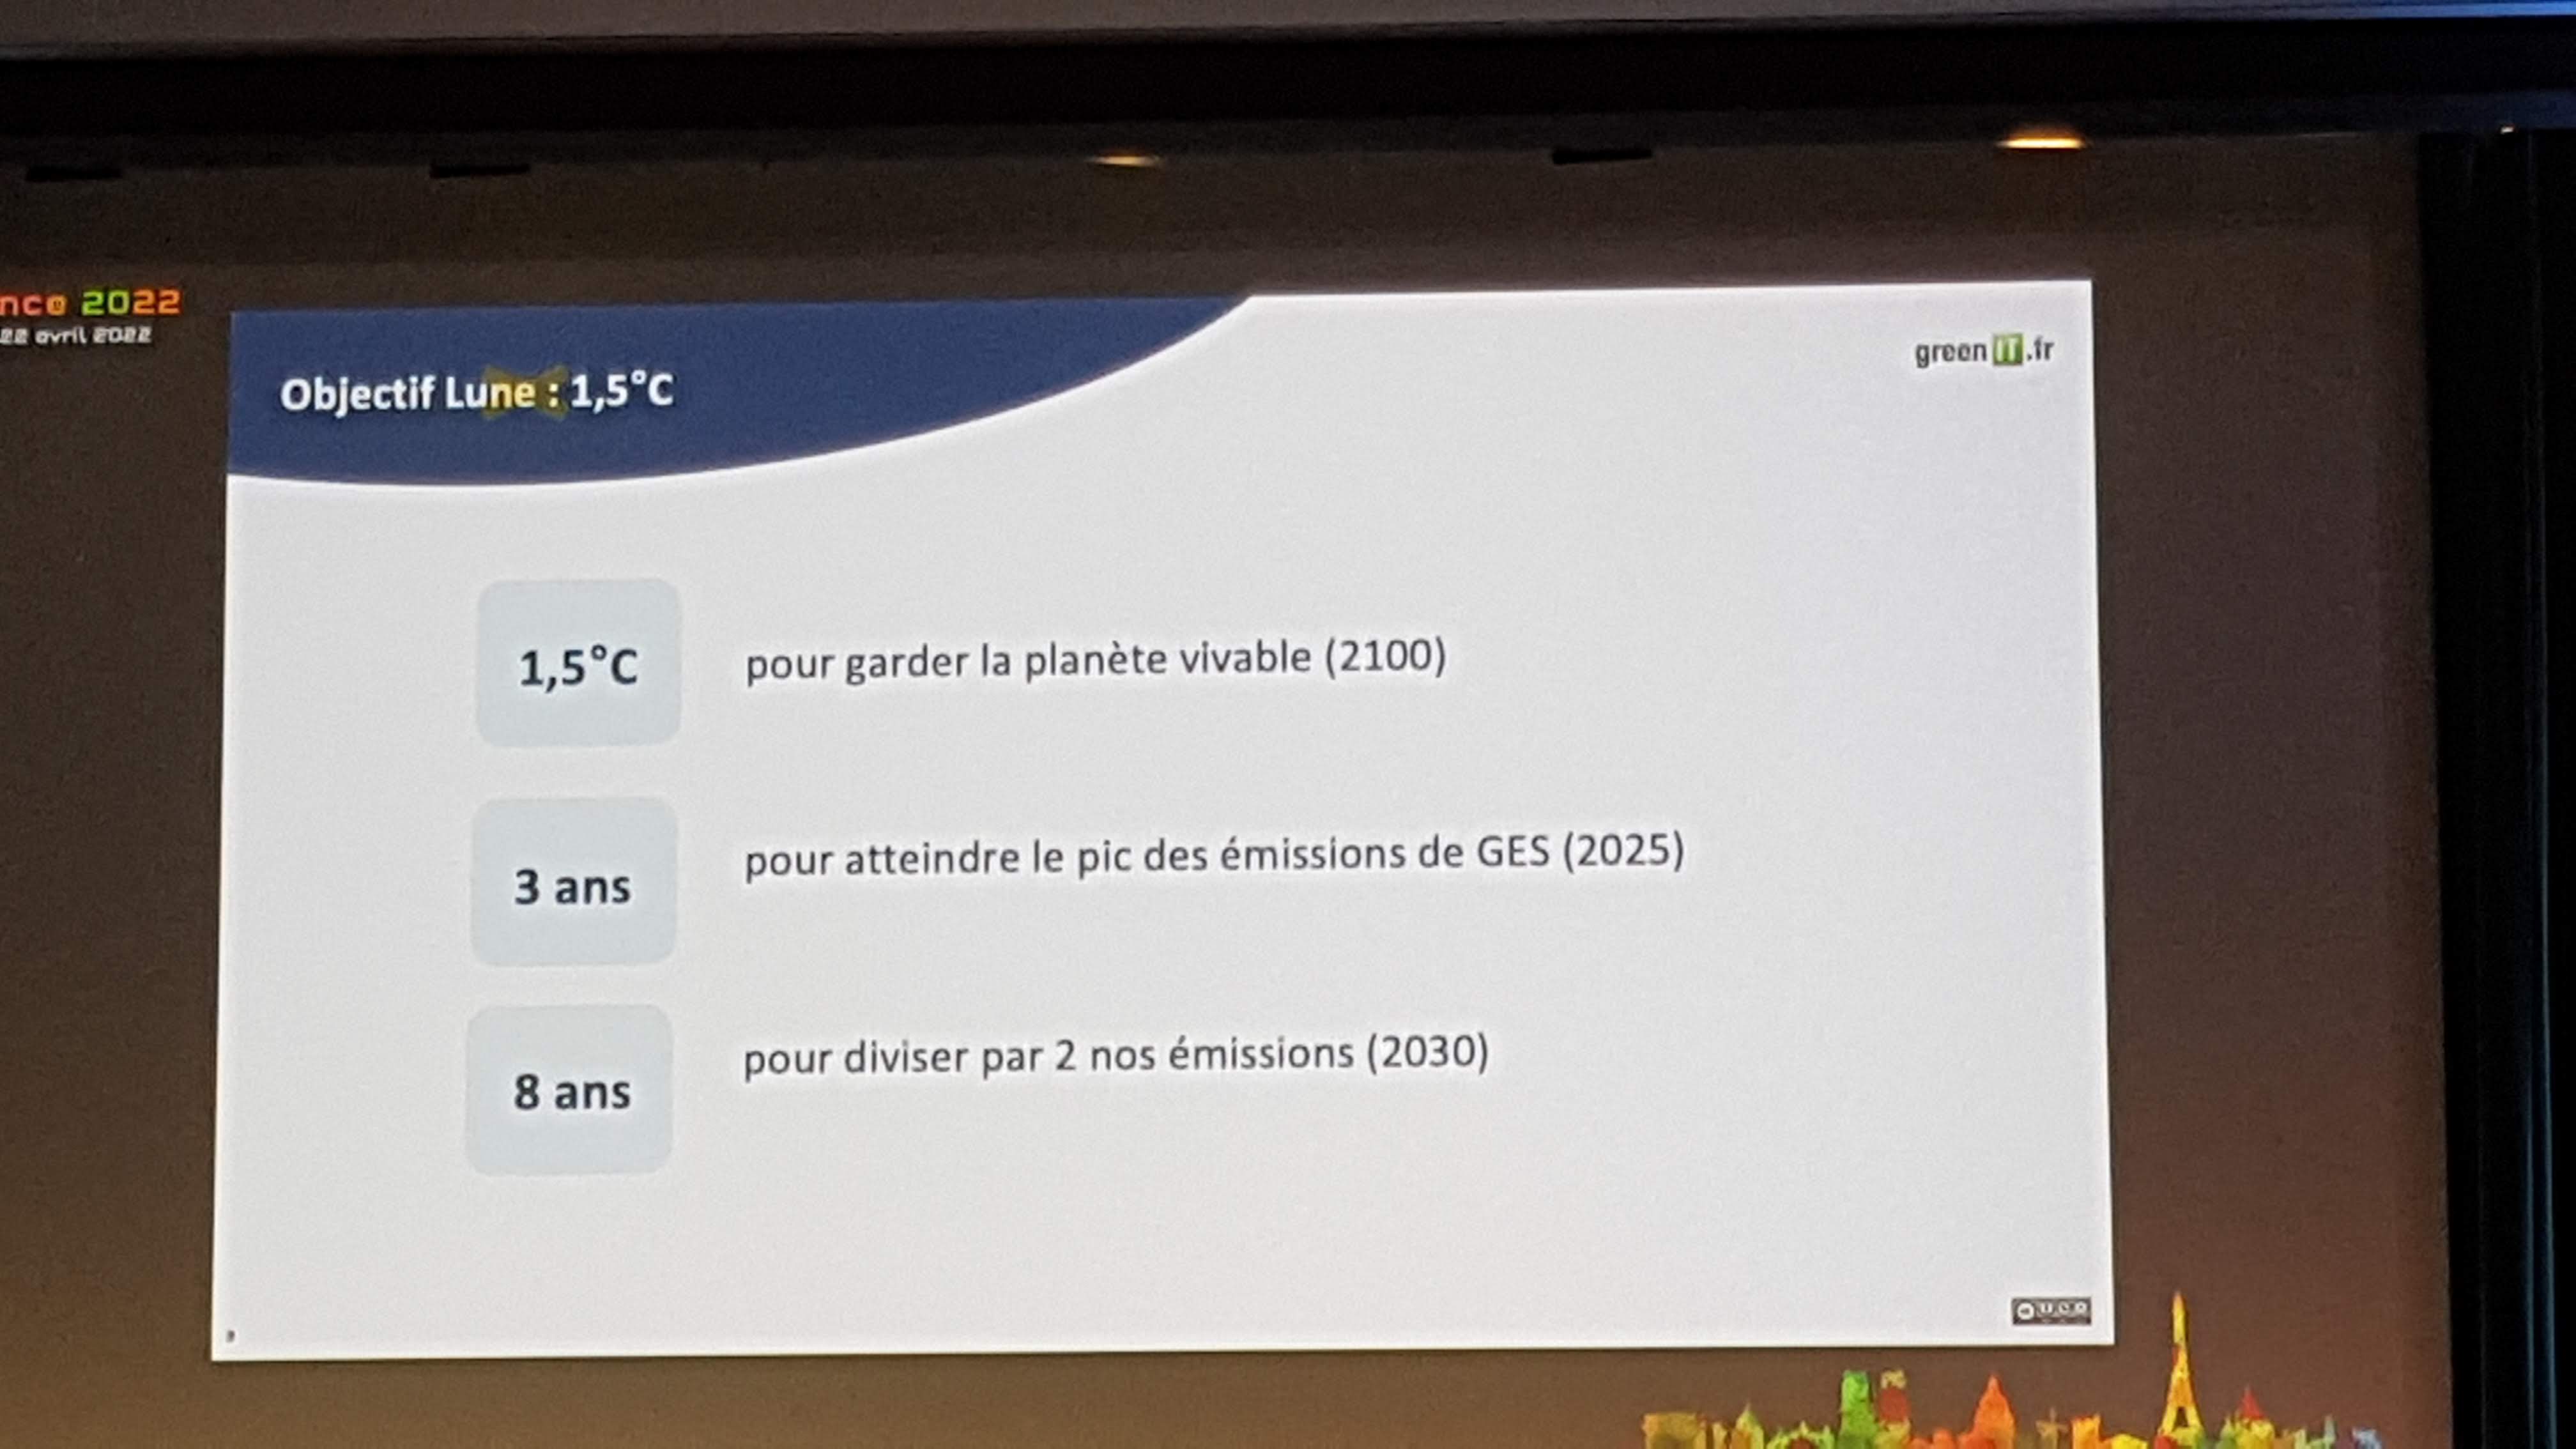 nce 2022
22 avril 2022
greenIT.fr
Objectif Lune : 1,5°C
1,5°C
pour garder la planète vivable (2100)
3 ans
pour atteindre le pic des émissions de GES (2025)
8 ans
pour diviser par 2 nos émissions (2030)